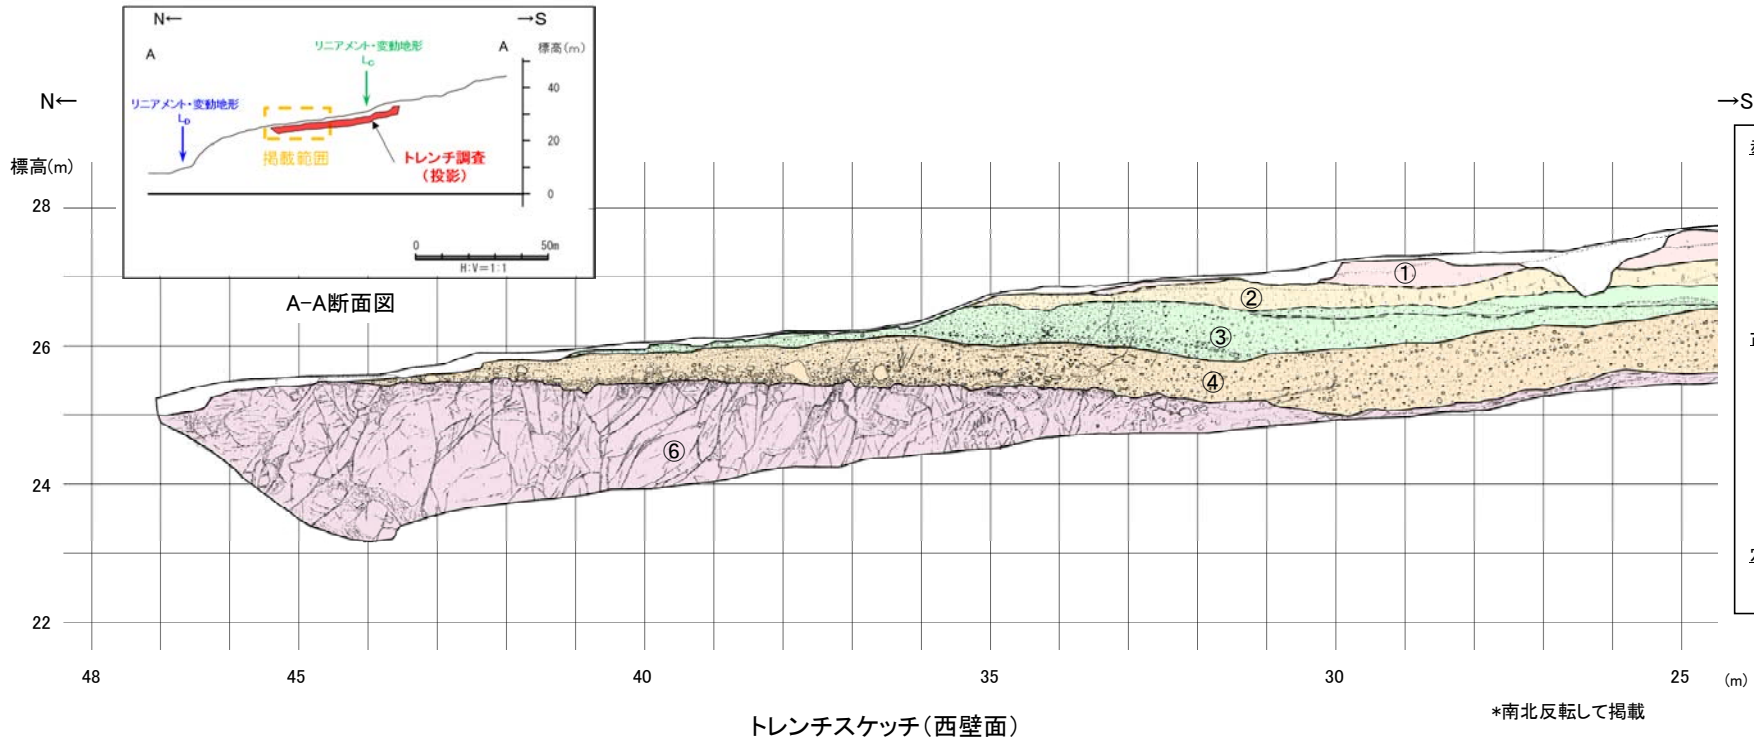 N←
→S
A
A
標高(m)
リニアメント・変動地形
LC
リニアメント・変動地形
LD
40
20
0
掲載範囲
トレンチ調査
(投影)
0
50m
H:V=1:1
A-A断面図
N←
→S
標高(m)
28
26
24
22
①
②
③
④
⑥
48
45
40
35
30
25
(m)
トレンチスケッチ(西壁面)
*南北反転して掲載